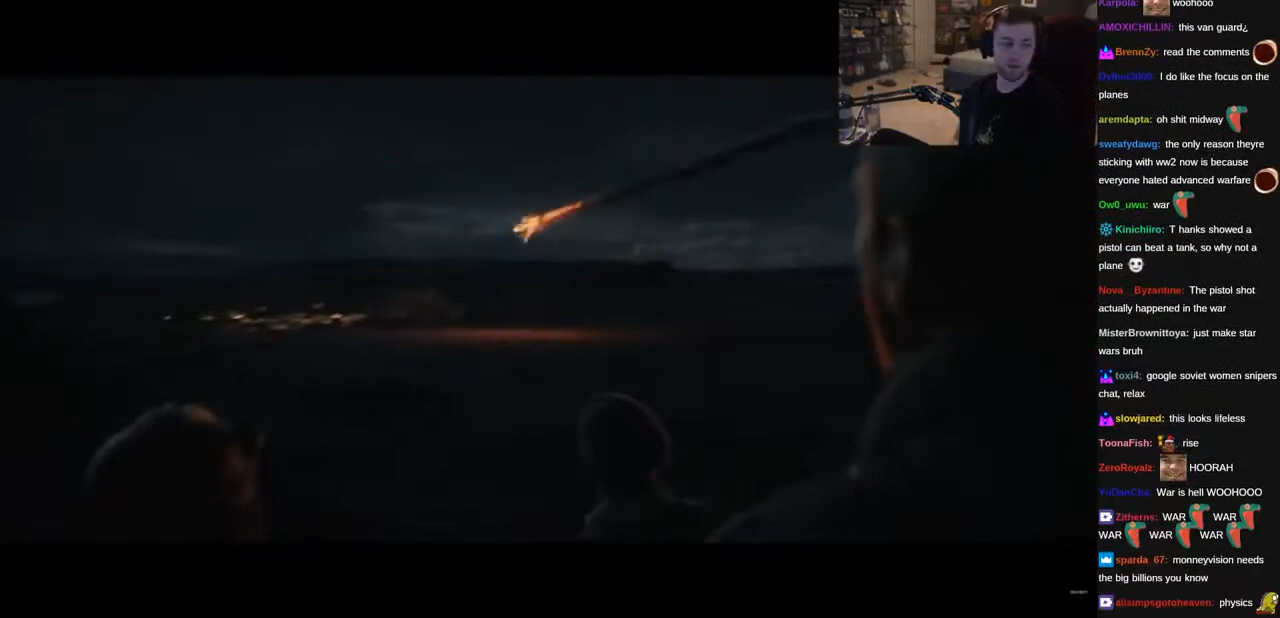 Karpola: woohooo
AMOXICHILLIN: this van guard¿
BrennZy: read the comments
I do like the focus on the
planes
aremdapta: oh shit midway
sweatydawg: the only reason theyre
sticking with ww2 now is because
everyone hated advanced warfare
Ow0_uwu: war
Kinichiiro: T hanks showed a
pistol can beat a tank, so why not a
plane
Nova__Byzantine: The pistol shot
actually happened in the war
MisterBrownittoya: just make star
wars bruh
toxi4: google soviet women snipers
chat, relax
slowjared: this looks lifeless
ToonaFish: rise
ZeroRoyalz: HOORAH
YuDanCha: War is hell WOOHOOO
Zitherns: WAR WAR
WAR WAR WAR
sparda_67: monneyvision needs
the big billions you know
alisimpsgotoheaven: physics